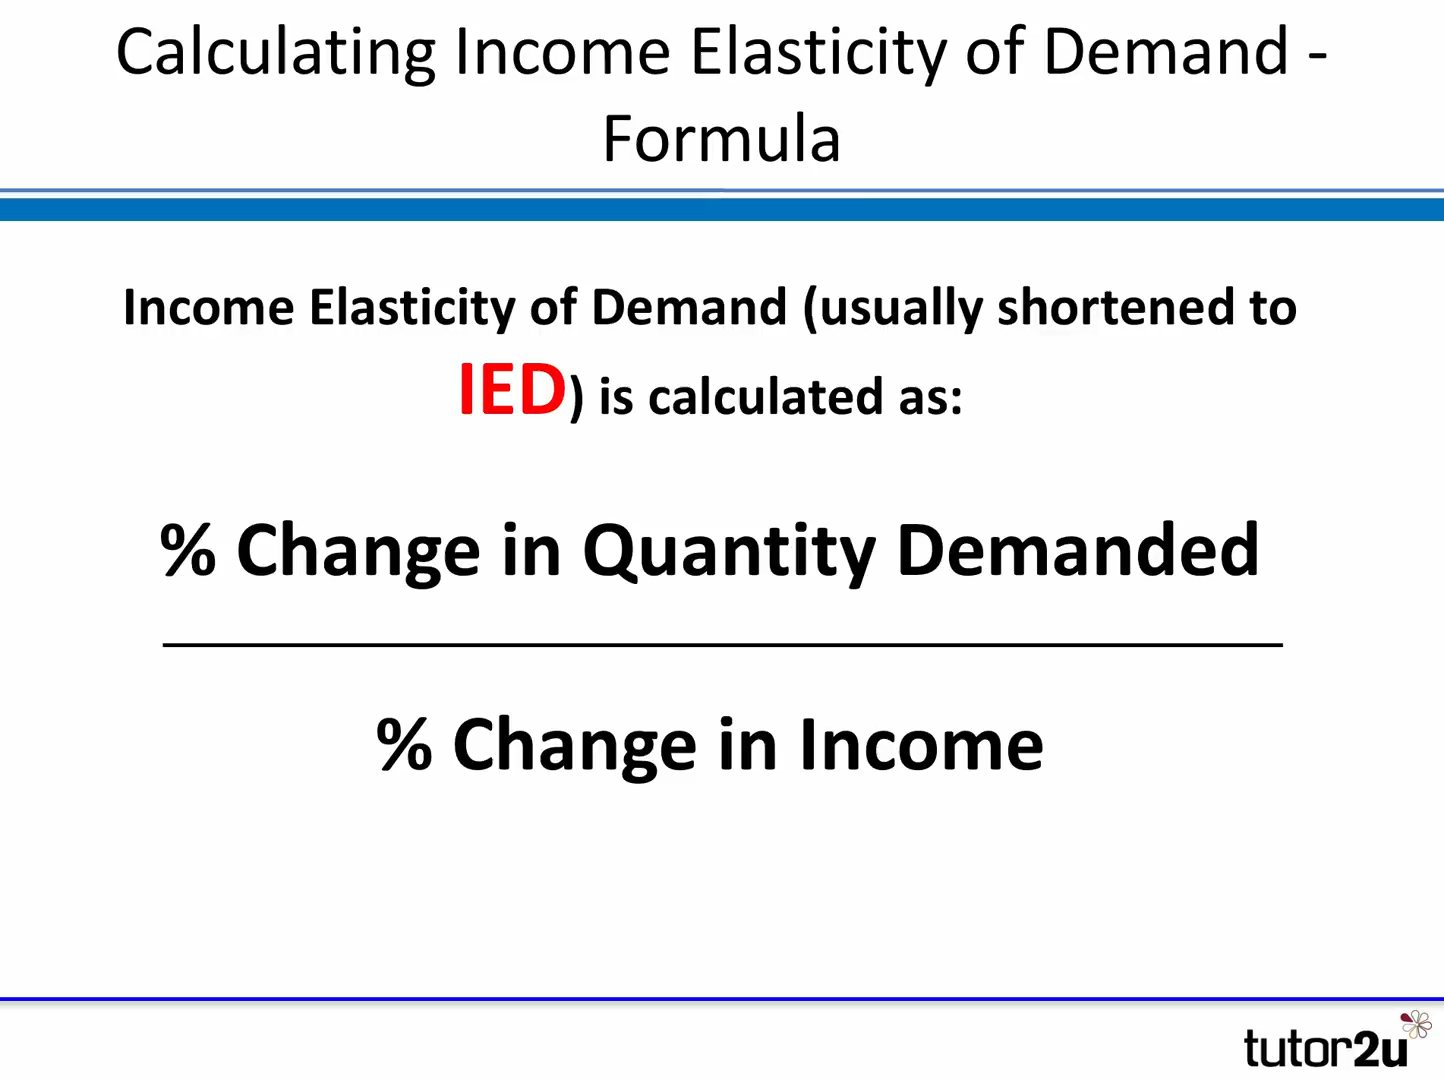 Calculating Income Elasticity of Demand -
Formula
Income Elasticity of Demand (usually shortened to
IED) is calculated as:
% Change in Quantity Demanded
% Change in Income
tutor2u